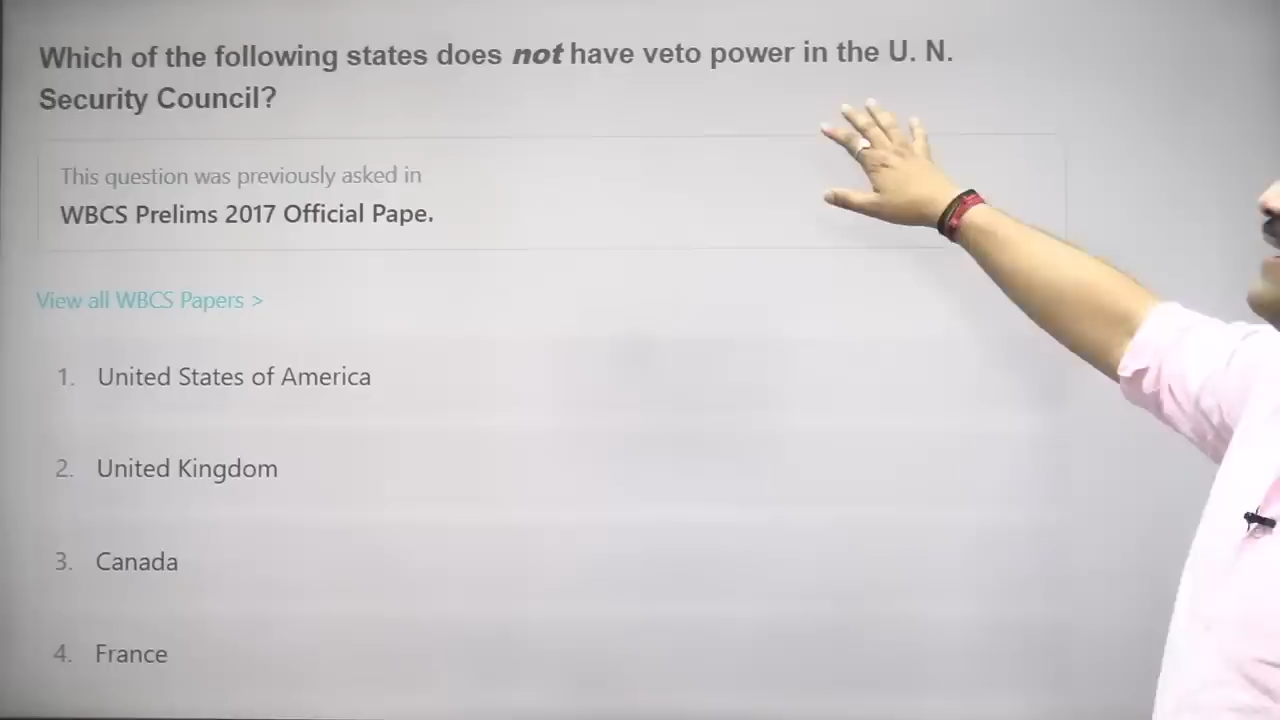 Which of the following states does not have veto power in the U. N.
Security Council?
This question was previously asked in
WBCS Prelims 2017 Official Pape.
View all WBCS Papers >
1. United States of America
2. United Kingdom
3. Canada
4. France